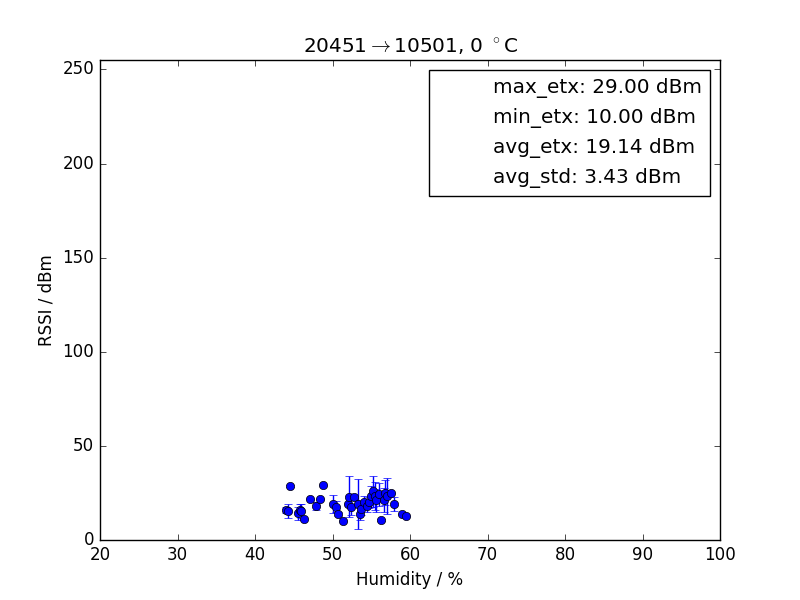 20451→10501, 0 °C
max_etx: 29.00 dBm
min_etx: 10.00 dBm
avg_etx: 19.14 dBm
avg_std: 3.43 dBm
250
200
150
100
50
0
RSSI / dBm
20 30 40 50 60 70 80 90 100
Humidity / %